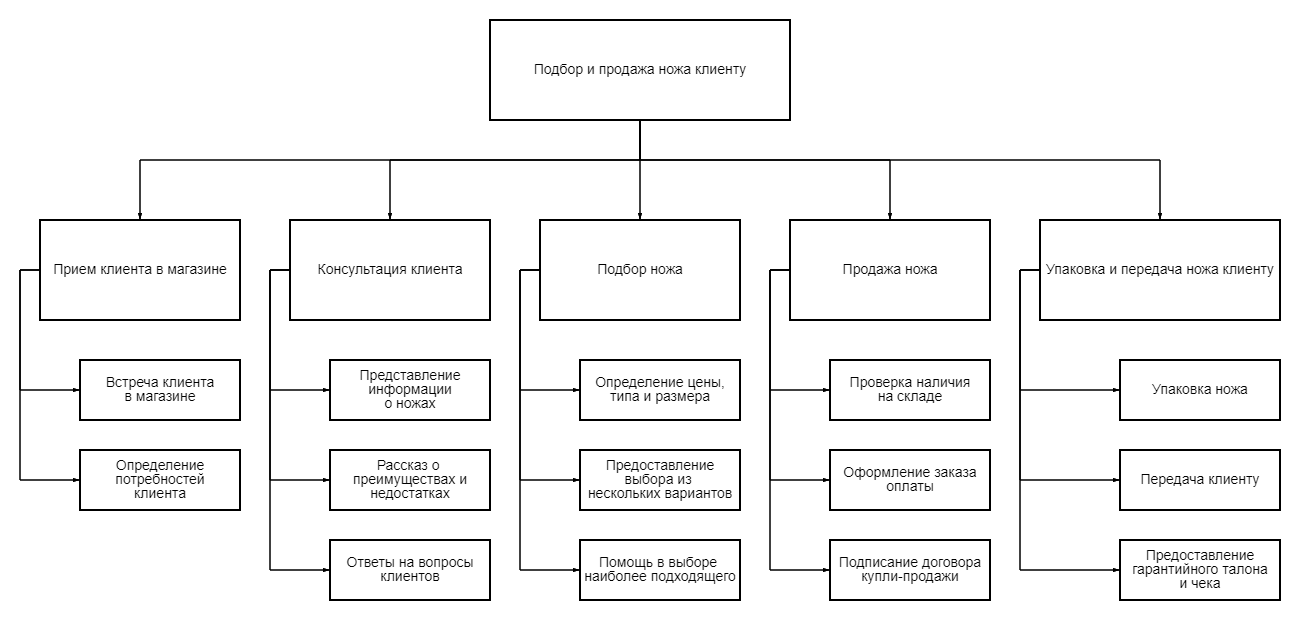 Подбор и продажа ножа клиенту
Прием клиента в магазине
Консультация клиента
Подбор ножа
Продажа ножа
Упаковка и передача ножа клиенту
Встреча клиента
в магазине
Определение
потребностей
клиента
Представление
информации
о ножах
Рассказ о
преимуществах и
недостатках
Ответы на вопросы
клиентов
Определение цены,
типа и размера
Предоставление
выбора из
нескольких вариантов
Помощь в выборе
наиболее подходящего
Проверка наличия
на складе
Оформление заказа
оплаты
Подписание договора
купли-продажи
Упаковка ножа
Передача клиенту
Предоставление
гарантийного талона
и чека